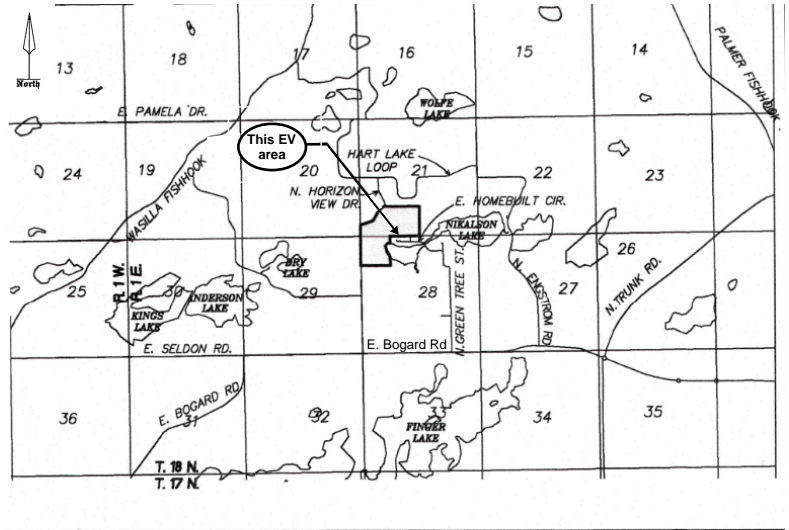 North
13
18
17
16
15
14
PALMER FISHHOOK
WOLFE
LAKE
E. PAMELA DR.
This EV
area
HART LAKE
LOOP
24
19
20
21
22
23
WASILLA FISHHOOK
N. HORIZON
VIEW DR.
E. HOMEBUILT CIR.
NIKALSON
LAKE
26
N. TRUNK RD.
DRY
LAKE
25
R. 1 W.
R. 1 E.
30
ANDERSON
LAKE
KINGS
LAKE
29
28
N. GREEN TREE ST.
N. ENGSTROM RD
27
E. SELDON RD.
E. Bogard Rd
E. BOGARD RD
36
31
32
33
FINGER
LAKE
34
35
T. 18 N.
T. 17 N.